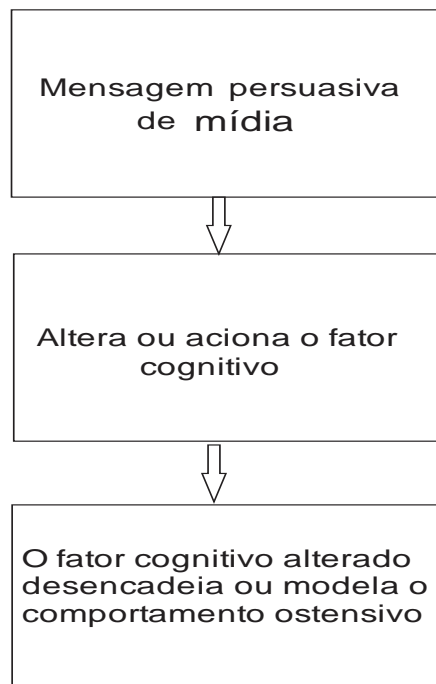 Mensagem persuasiva
de mídia
Altera ou aciona o fator
cognitivo
O fator cognitivo alterado
desencadeia ou modela o
comportamento ostensivo